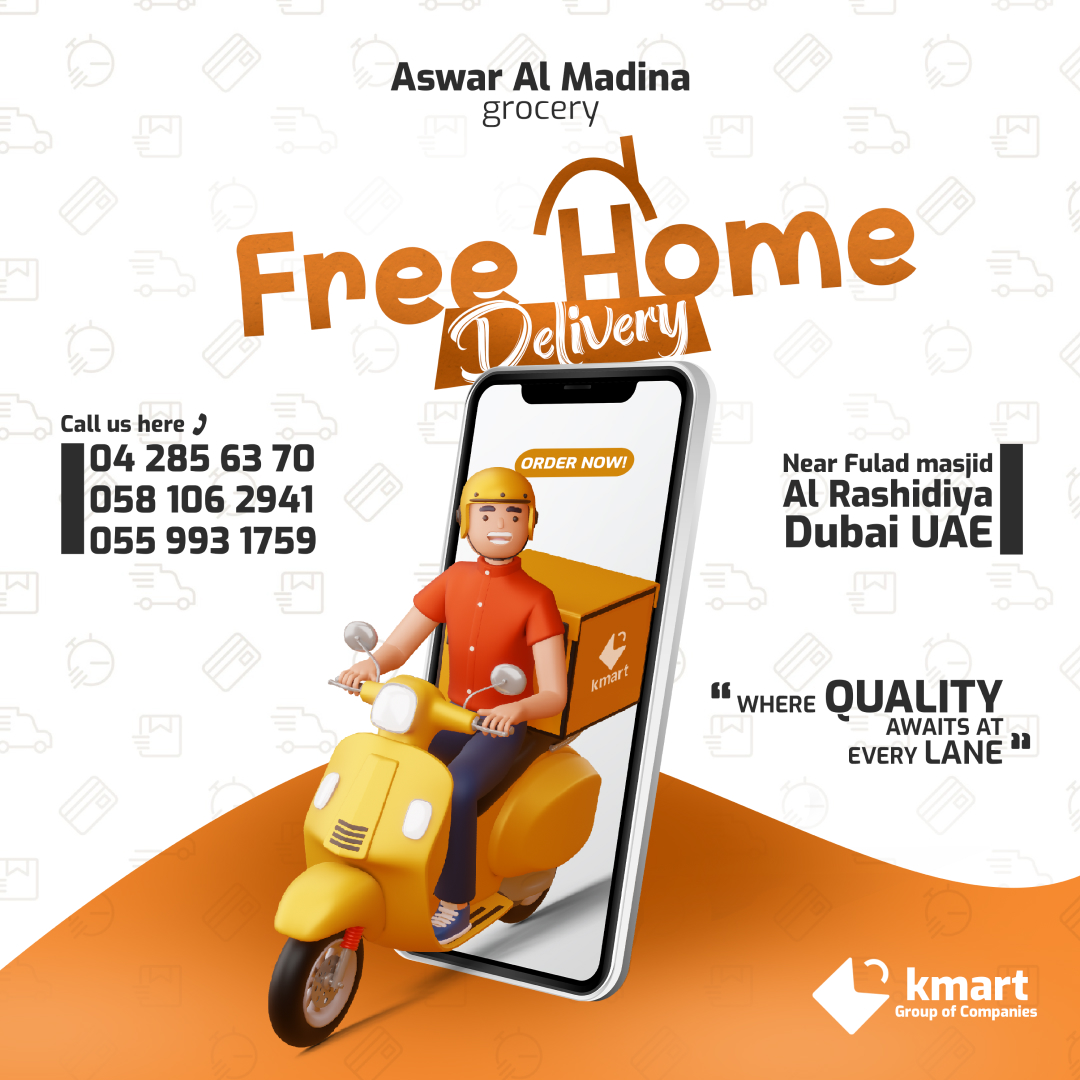 Aswar Al Madina
grocery
Free Home
Delivery
ORDER NOW!
Call us here
04 285 63 70
058 106 2941
055 993 1759
Near Fulad masjid
Al Rashidiya
Dubai UAE
kmart
“ WHERE QUALITY
AWAITS AT
EVERY LANE ”
kmart
Group of Companies